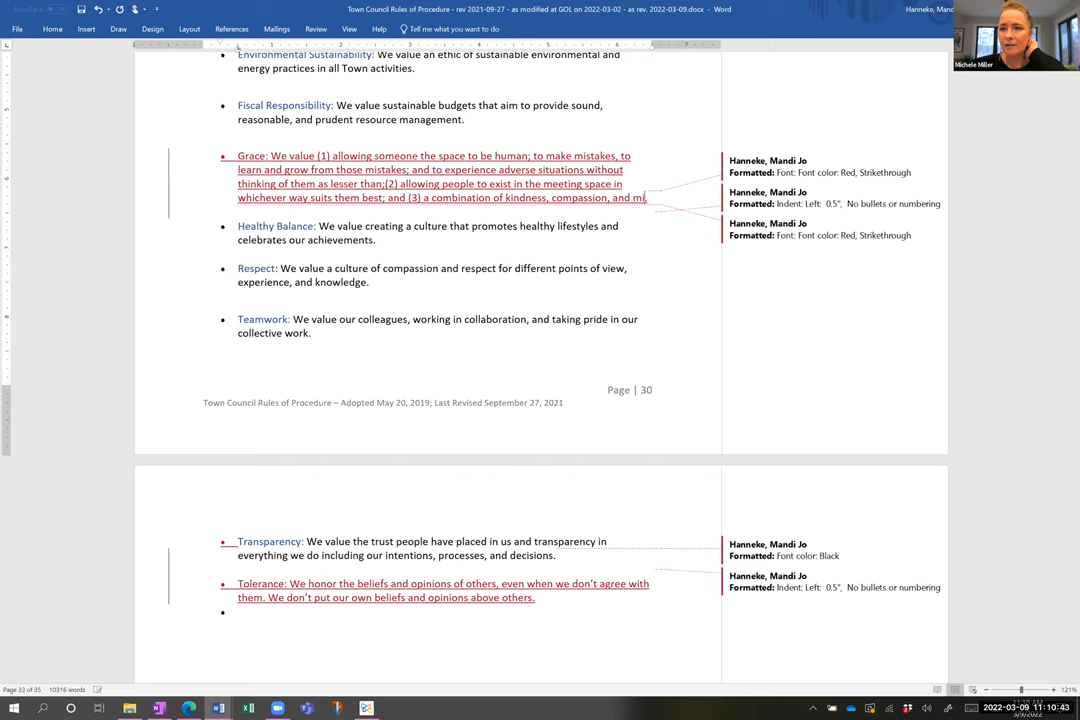 AutoSave Off
Town Council Rules of Procedure - rev 2021-09-27 - as modified at GOL on 2022-03-02 - as rev. 2022-03-09.docx - Word
Hanneke, Mand
File Home Insert Draw Design Layout References Mailings Review View Help Tell me what you want to do
Michele Miller
Environmental Sustainability: We value an ethic of sustainable environmental and
energy practices in all Town activities.
Fiscal Responsibility: We value sustainable budgets that aim to provide sound,
reasonable, and prudent resource management.
Grace: We value (1) allowing someone the space to be human; to make mistakes, to
learn and grow from those mistakes; and to experience adverse situations without
thinking of them as lesser than;(2) allowing people to exist in the meeting space in
whichever way suits them best; and (3) a combination of kindness, compassion, and mi.
Healthy Balance: We value creating a culture that promotes healthy lifestyles and
celebrates our achievements.
Respect: We value a culture of compassion and respect for different points of view,
experience, and knowledge.
Teamwork: We value our colleagues, working in collaboration, and taking pride in our
collective work.
Page | 30
Town Council Rules of Procedure – Adopted May 20, 2019; Last Revised September 27, 2021
Hanneke, Mandi Jo
Formatted: Font: Font color: Red, Strikethrough
Hanneke, Mandi Jo
Formatted: Indent: Left: 0.5", No bullets or numbering
Hanneke, Mandi Jo
Formatted: Font: Font color: Red, Strikethrough
Transparency: We value the trust people have placed in us and transparency in
everything we do including our intentions, processes, and decisions.
Tolerance: We honor the beliefs and opinions of others, even when we don't agree with
them. We don't put our own beliefs and opinions above others.
Hanneke, Mandi Jo
Formatted: Font color: Black
Hanneke, Mandi Jo
Formatted: Indent: Left: 0.5", No bullets or numbering
Page 33 of 35 10316 words
121%
2022-03-09 11:10:43
3/9/2022